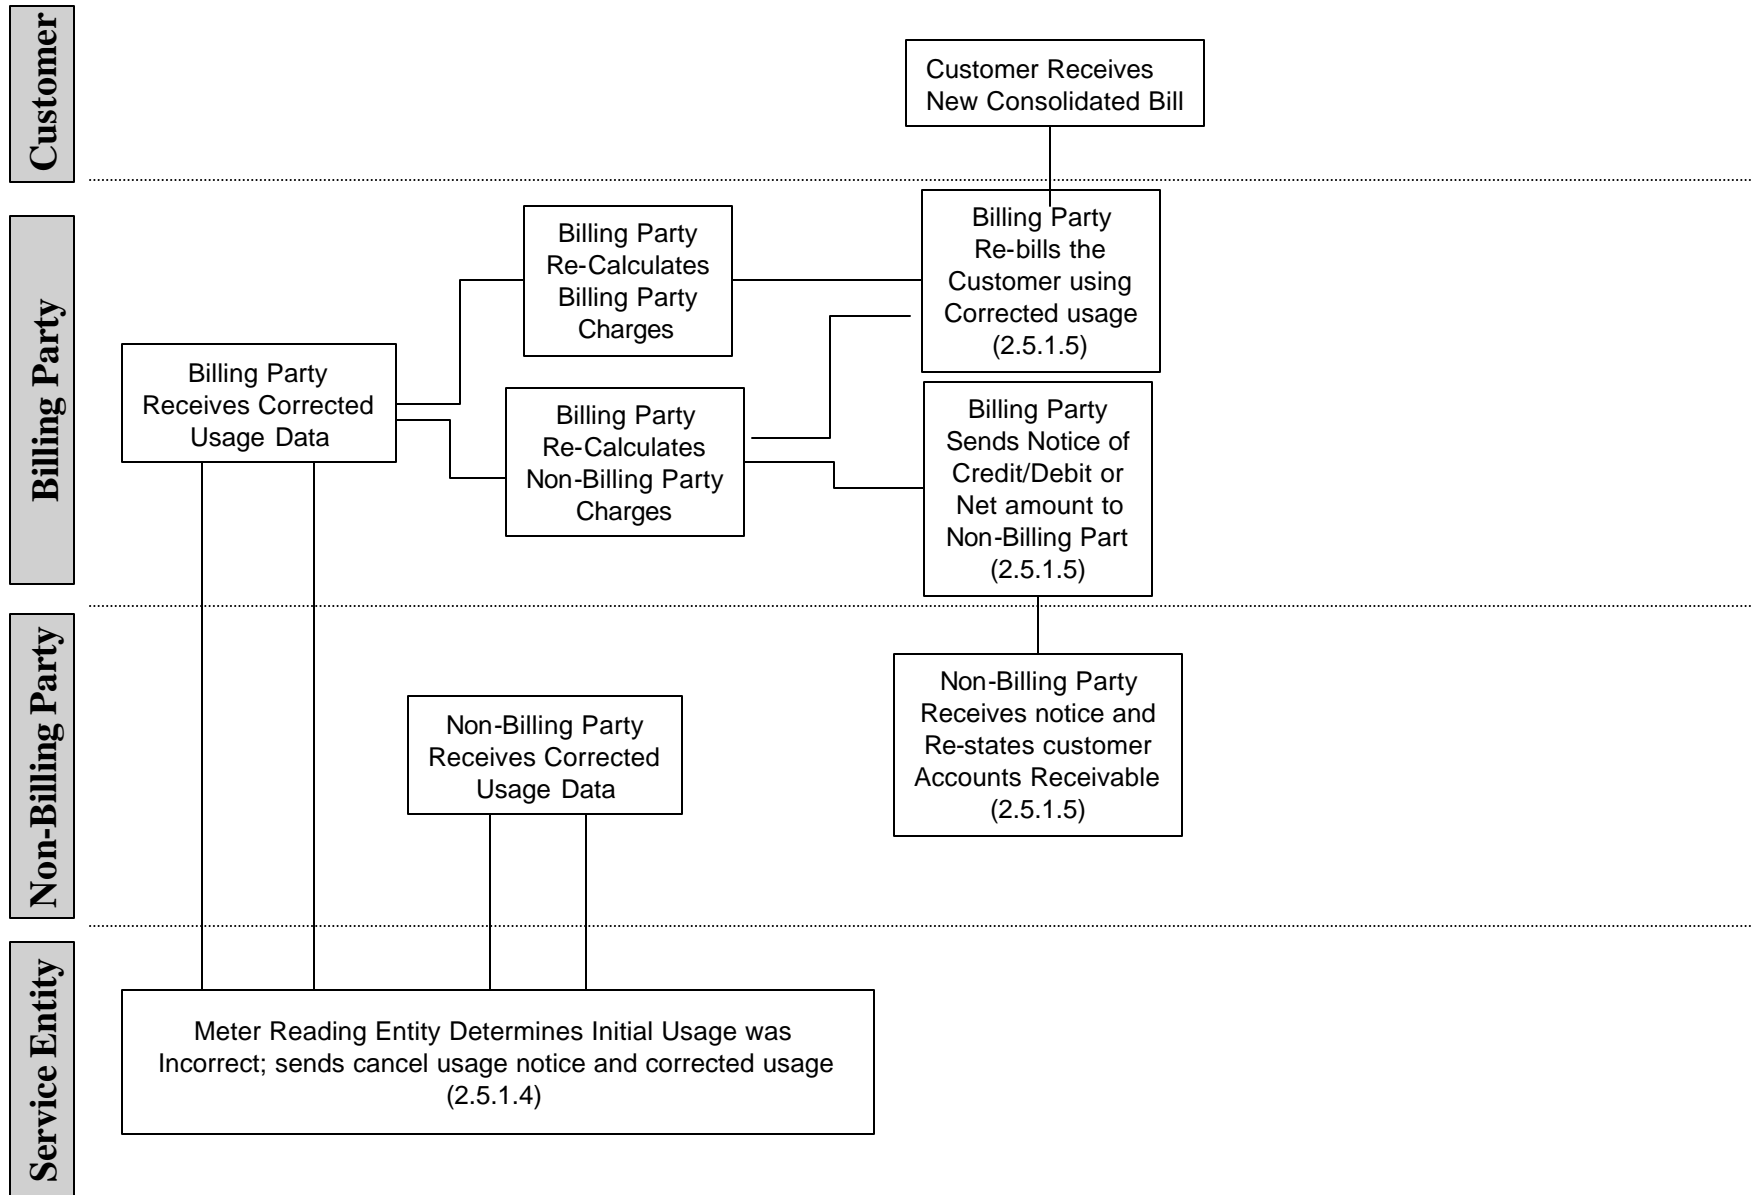 Customer
Customer Receives
New Consolidated Bill
Billing Party
Billing Party
Re-Calculates
Billing Party
Charges
Billing Party
Re-bills the
Customer using
Corrected usage
(2.5.1.5)
Billing Party
Receives Corrected
Usage Data
Billing Party
Re-Calculates
Non-Billing Party
Charges
Billing Party
Sends Notice of
Credit/Debit or
Net amount to
Non-Billing Part
(2.5.1.5)
Non-Billing Party
Non-Billing Party
Receives Corrected
Usage Data
Non-Billing Party
Receives notice and
Re-states customer
Accounts Receivable
(2.5.1.5)
Service Entity
Meter Reading Entity Determines Initial Usage was
Incorrect; sends cancel usage notice and corrected usage
(2.5.1.4)